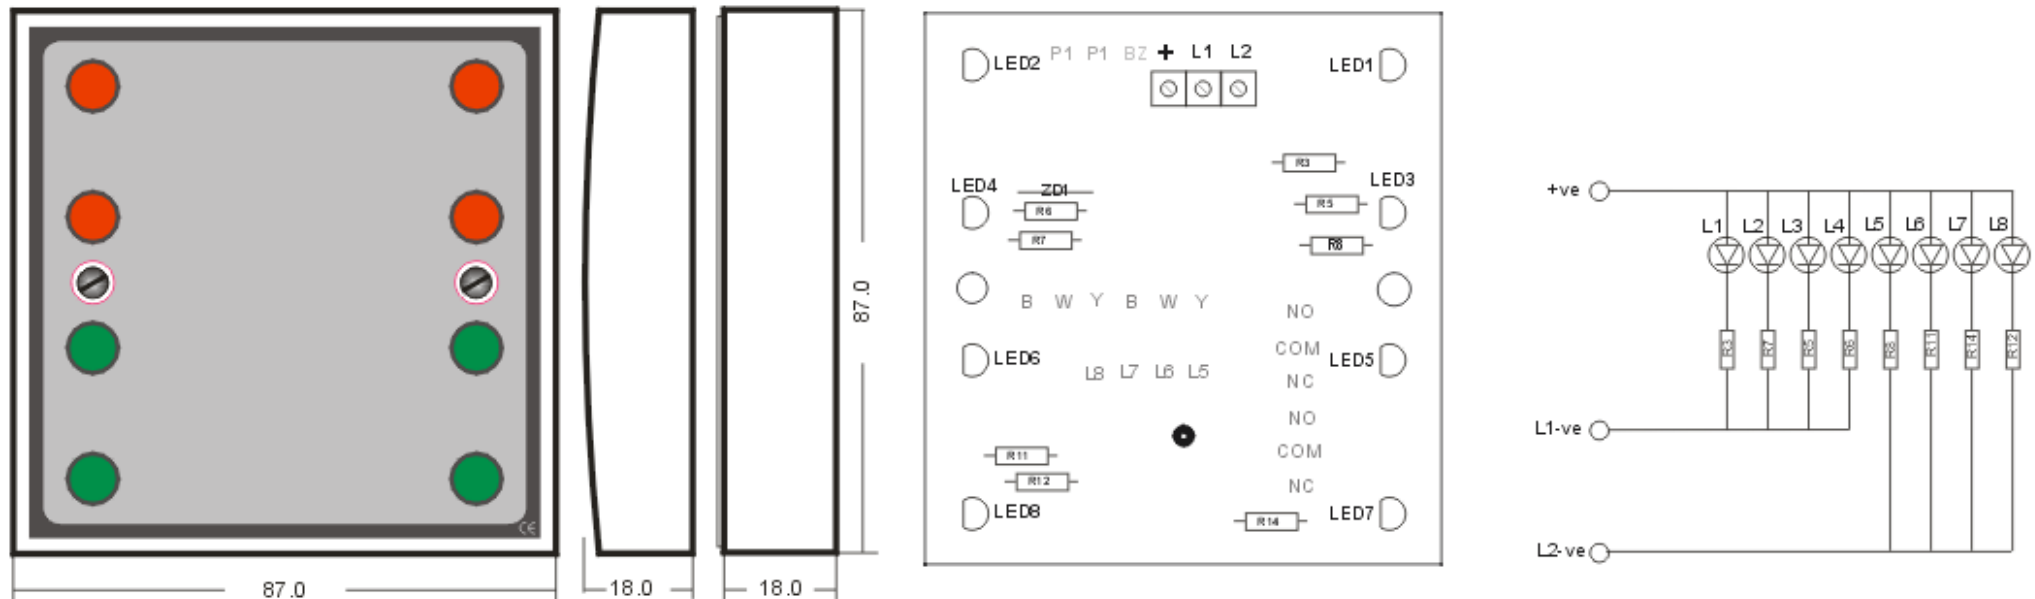 CE
87.0
18.0
18.0
87.0
LED2 P1 P1 BZ + L1 L2 LED1
R3
LED4 ZD1 LED3
R6 R5
R7 R8
B W Y B W Y NO
COM
LED6 LED5
L8 L7 L6 L5 NC
NO
COM
R11
R12 NC
LED8 R14 LED7
+ve
L1 L2 L3 L4 L5 L6 L7 L8
R3 R7 R5 R6 R8 R11 R14 R12
L1-ve
L2-ve